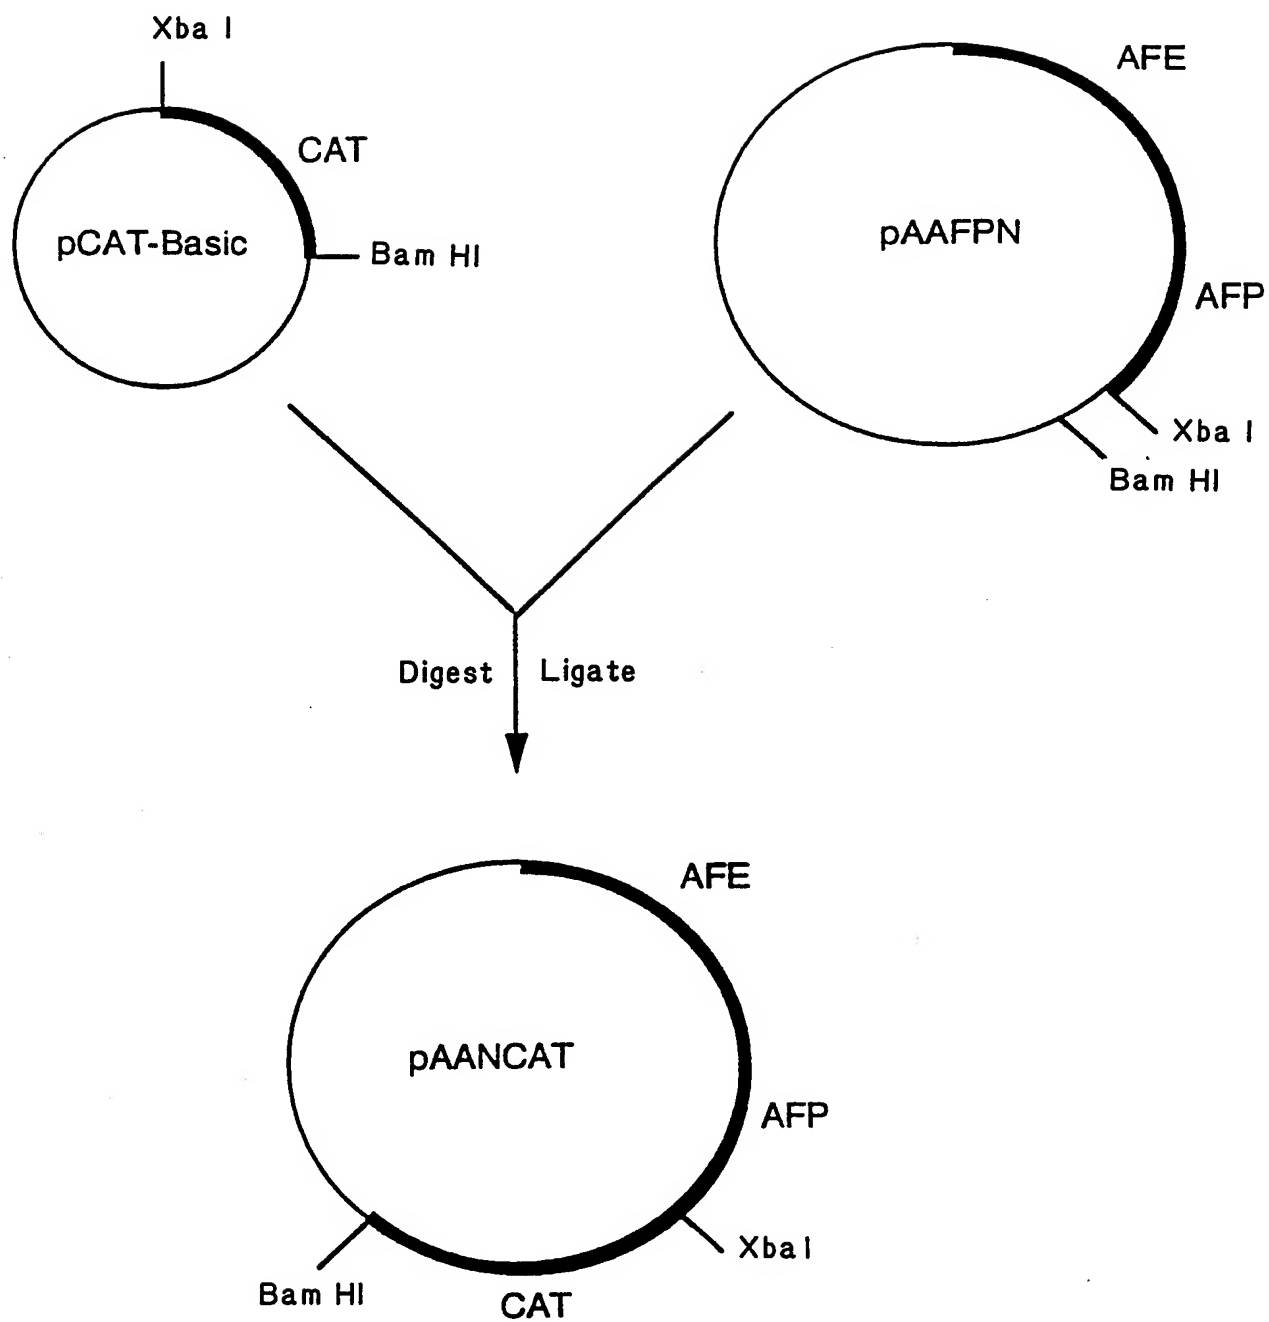 Xba I
CAT
pCAT-Basic
Bam HI
AFE
pAAFPN
AFP
Xba I
Bam HI
Digest
Ligate
AFE
pAANCAT
AFP
Xba I
Bam HI
CAT